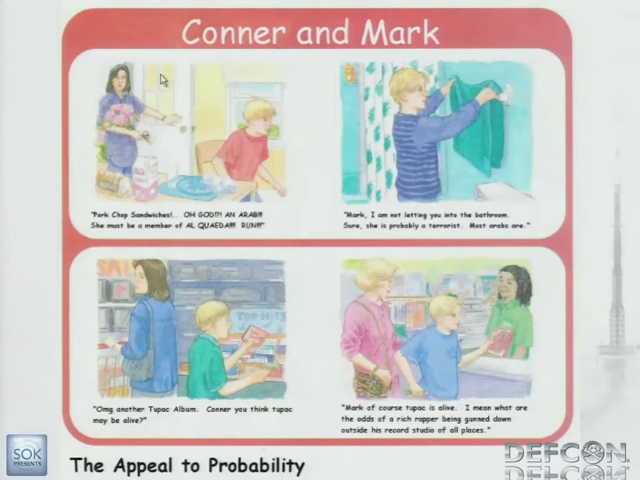 Conner and Mark
"Pork Chop Sandwiches!.. OH GOD!?! AN ARAB!!!
She must be a member of AL QUAEDA!!!! RUN!!!"
"Mark, I am not letting you into the bathroom.
Sure, she is probably a terrorist. Most arabs are."
"Omg another Tupac Album. Conner you think tupac
may be alive?"
"Mark of course tupac is alive. I mean what are
the odds of a rich rapper being gunned down
outside his record studio of all places."
The Appeal to Probability
SOK
PRESENTS
DEFCON